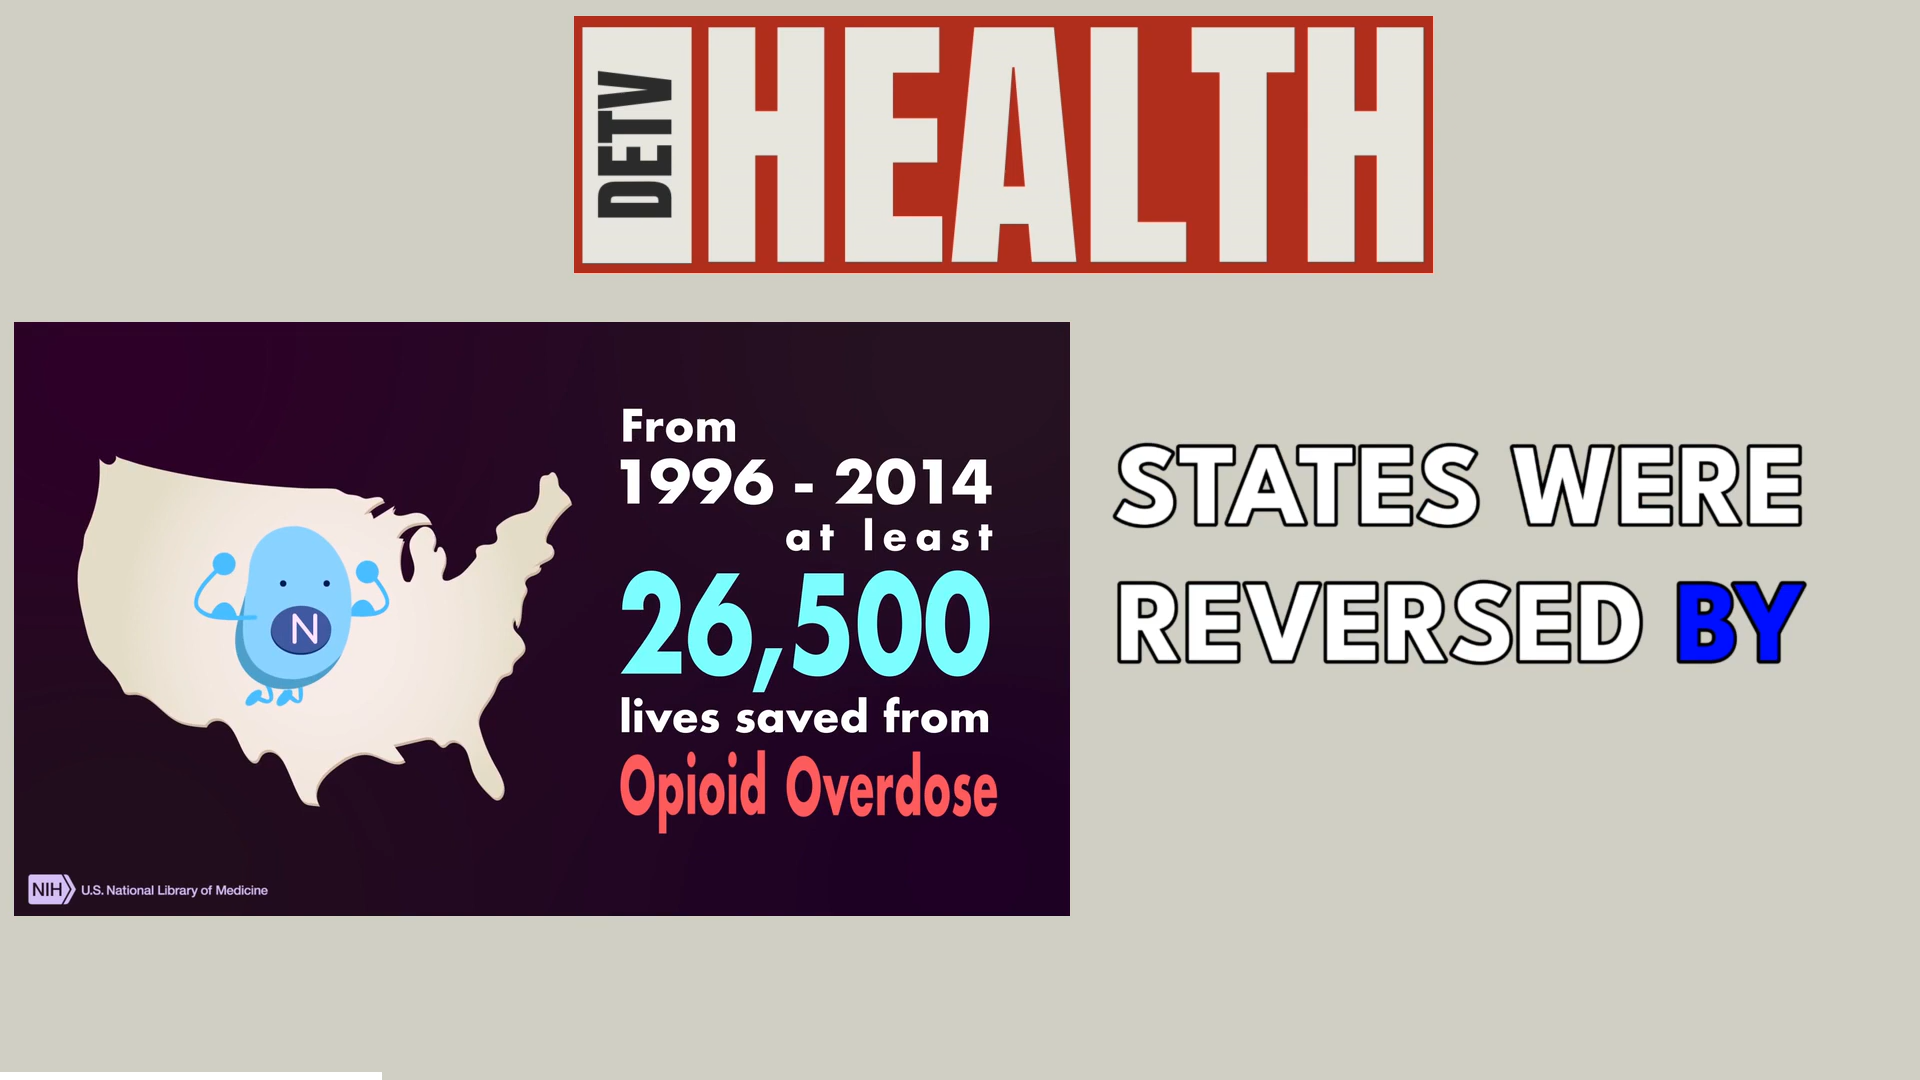 DETV HEALTH
From
1996 - 2014
at least
26,500
lives saved from
Opioid Overdose
N
NIH U.S. National Library of Medicine
STATES WERE
REVERSED BY